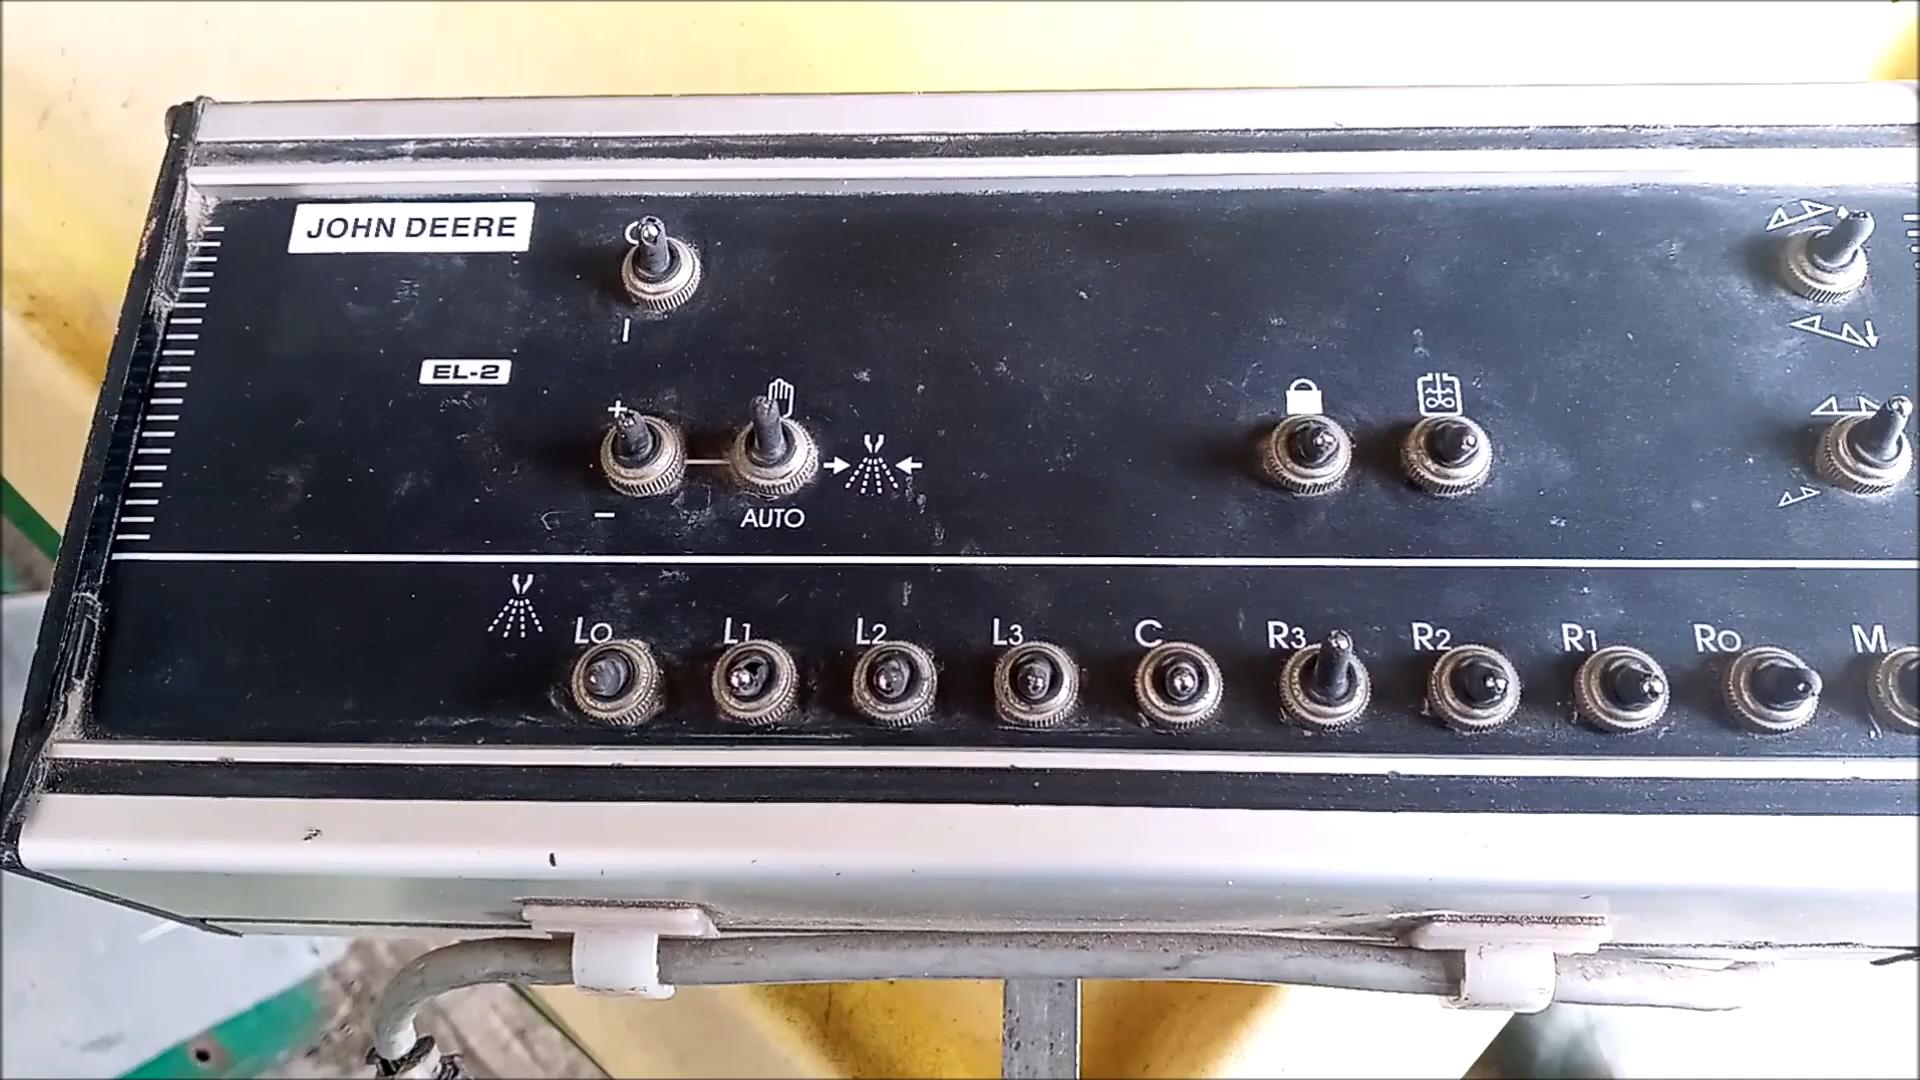 JOHN DEERE
EL-2
+
−
AUTO
L0 L1 L2 L3 C R3 R2 R1 R0 M